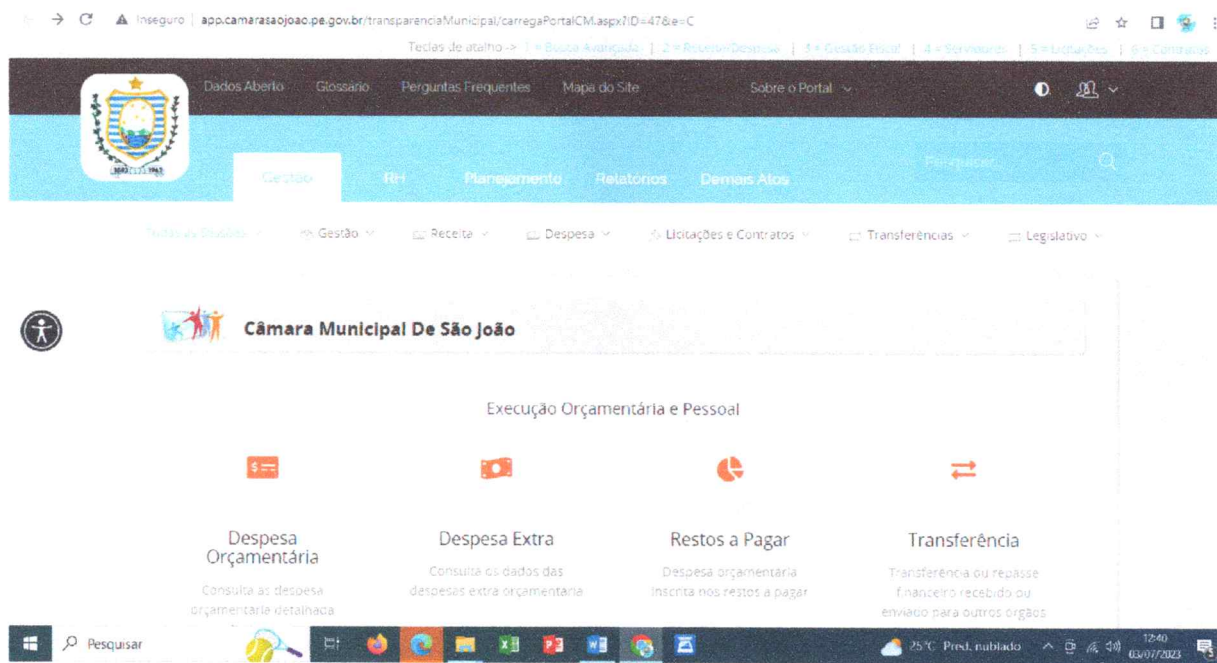 Inseguro | app.camarasaojoao.pe.gov.br/transparenciaMunicipal/carregaPortalCM.aspx?ID=47&e=C
Teclas de atalho -> 1 = Busca Avançada | 2 = Receita/Despesa | 3 = Gestão Fiscal | 4 = Servidores | 5 = Licitações | 6 = Contratos
Dados Aberto Glossário Perguntas Frequentes Mapa do Site Sobre o Portal
Pesquisar
Gestão RH Planejamento Relatórios Demais Atos
Gestão Receita Despesa Licitações e Contratos Transferências Legislativo
Câmara Municipal De São João
Execução Orçamentária e Pessoal
Despesa Orçamentária
Consulta as despesa orçamentária detalhada
Despesa Extra
Consulta os dados das despesas extra orçamentária
Restos a Pagar
Despesa orçamentária inscrita nos restos a pagar
Transferência
Transferência ou repasse financeiro recebido ou enviado para outros orgãos
Pesquisar
25°C Pred. nublado
12:40
03/07/2023